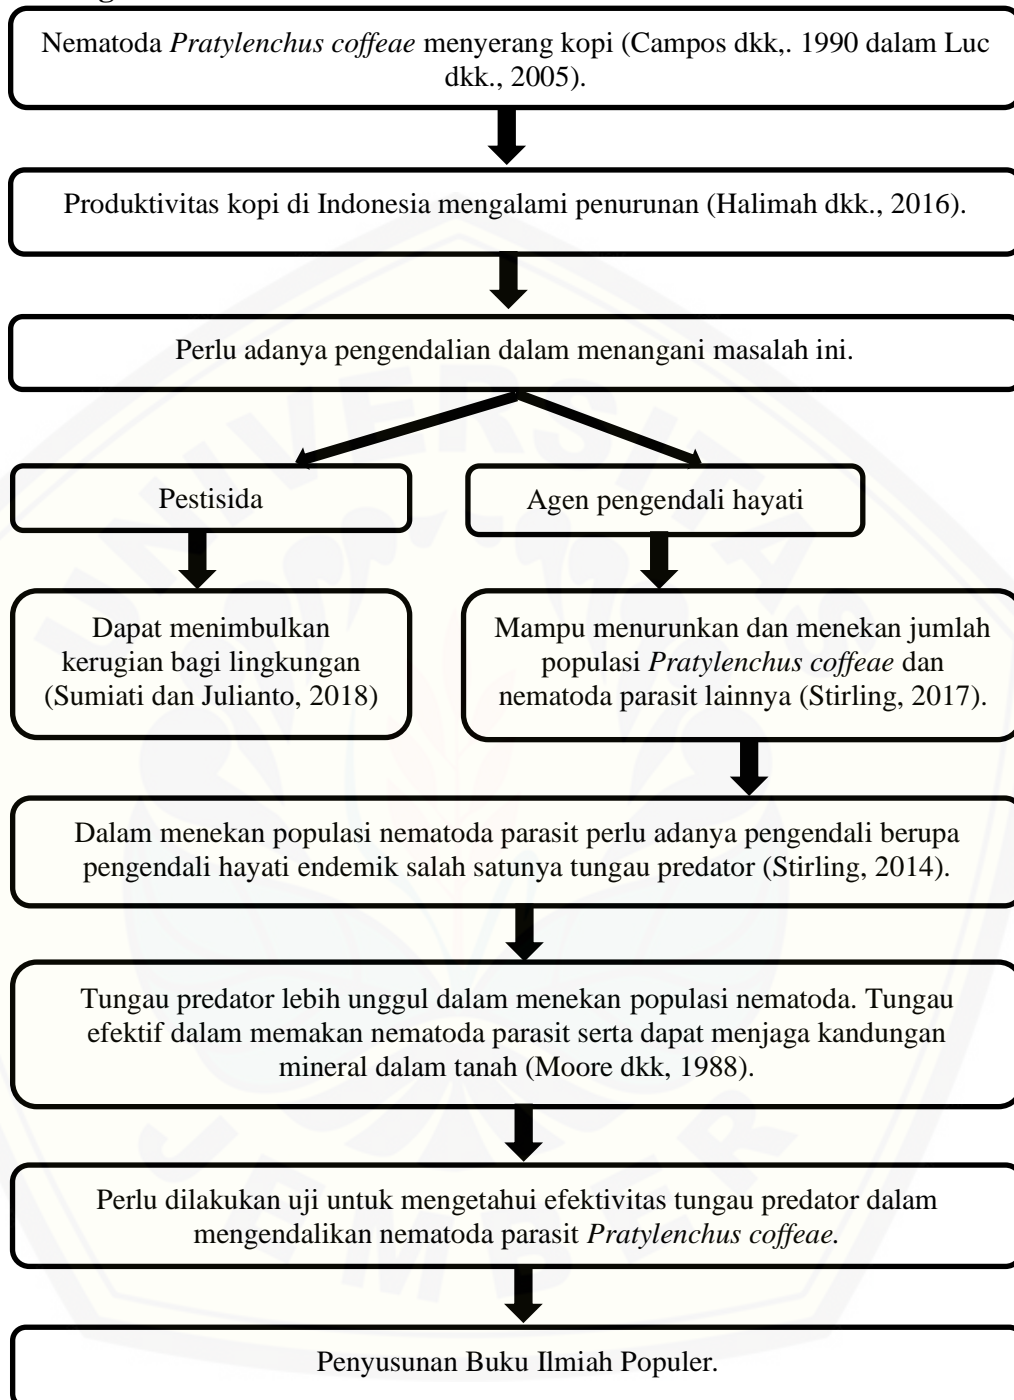 Nematoda Pratylenchus coffeae menyerang kopi (Campos dkk,. 1990 dalam Luc
dkk., 2005).
Produktivitas kopi di Indonesia mengalami penurunan (Halimah dkk., 2016).
Perlu adanya pengendalian dalam menangani masalah ini.
Pestisida
Agen pengendali hayati
Dapat menimbulkan
kerugian bagi lingkungan
(Sumiati dan Julianto, 2018)
Mampu menurunkan dan menekan jumlah
populasi Pratylenchus coffeae dan
nematoda parasit lainnya (Stirling, 2017).
Dalam menekan populasi nematoda parasit perlu adanya pengendali berupa
pengendali hayati endemik salah satunya tungau predator (Stirling, 2014).
Tungau predator lebih unggul dalam menekan populasi nematoda. Tungau
efektif dalam memakan nematoda parasit serta dapat menjaga kandungan
mineral dalam tanah (Moore dkk, 1988).
Perlu dilakukan uji untuk mengetahui efektivitas tungau predator dalam
mengendalikan nematoda parasit Pratylenchus coffeae.
Penyusunan Buku Ilmiah Populer.
UNIVERSITAS
JEMBER